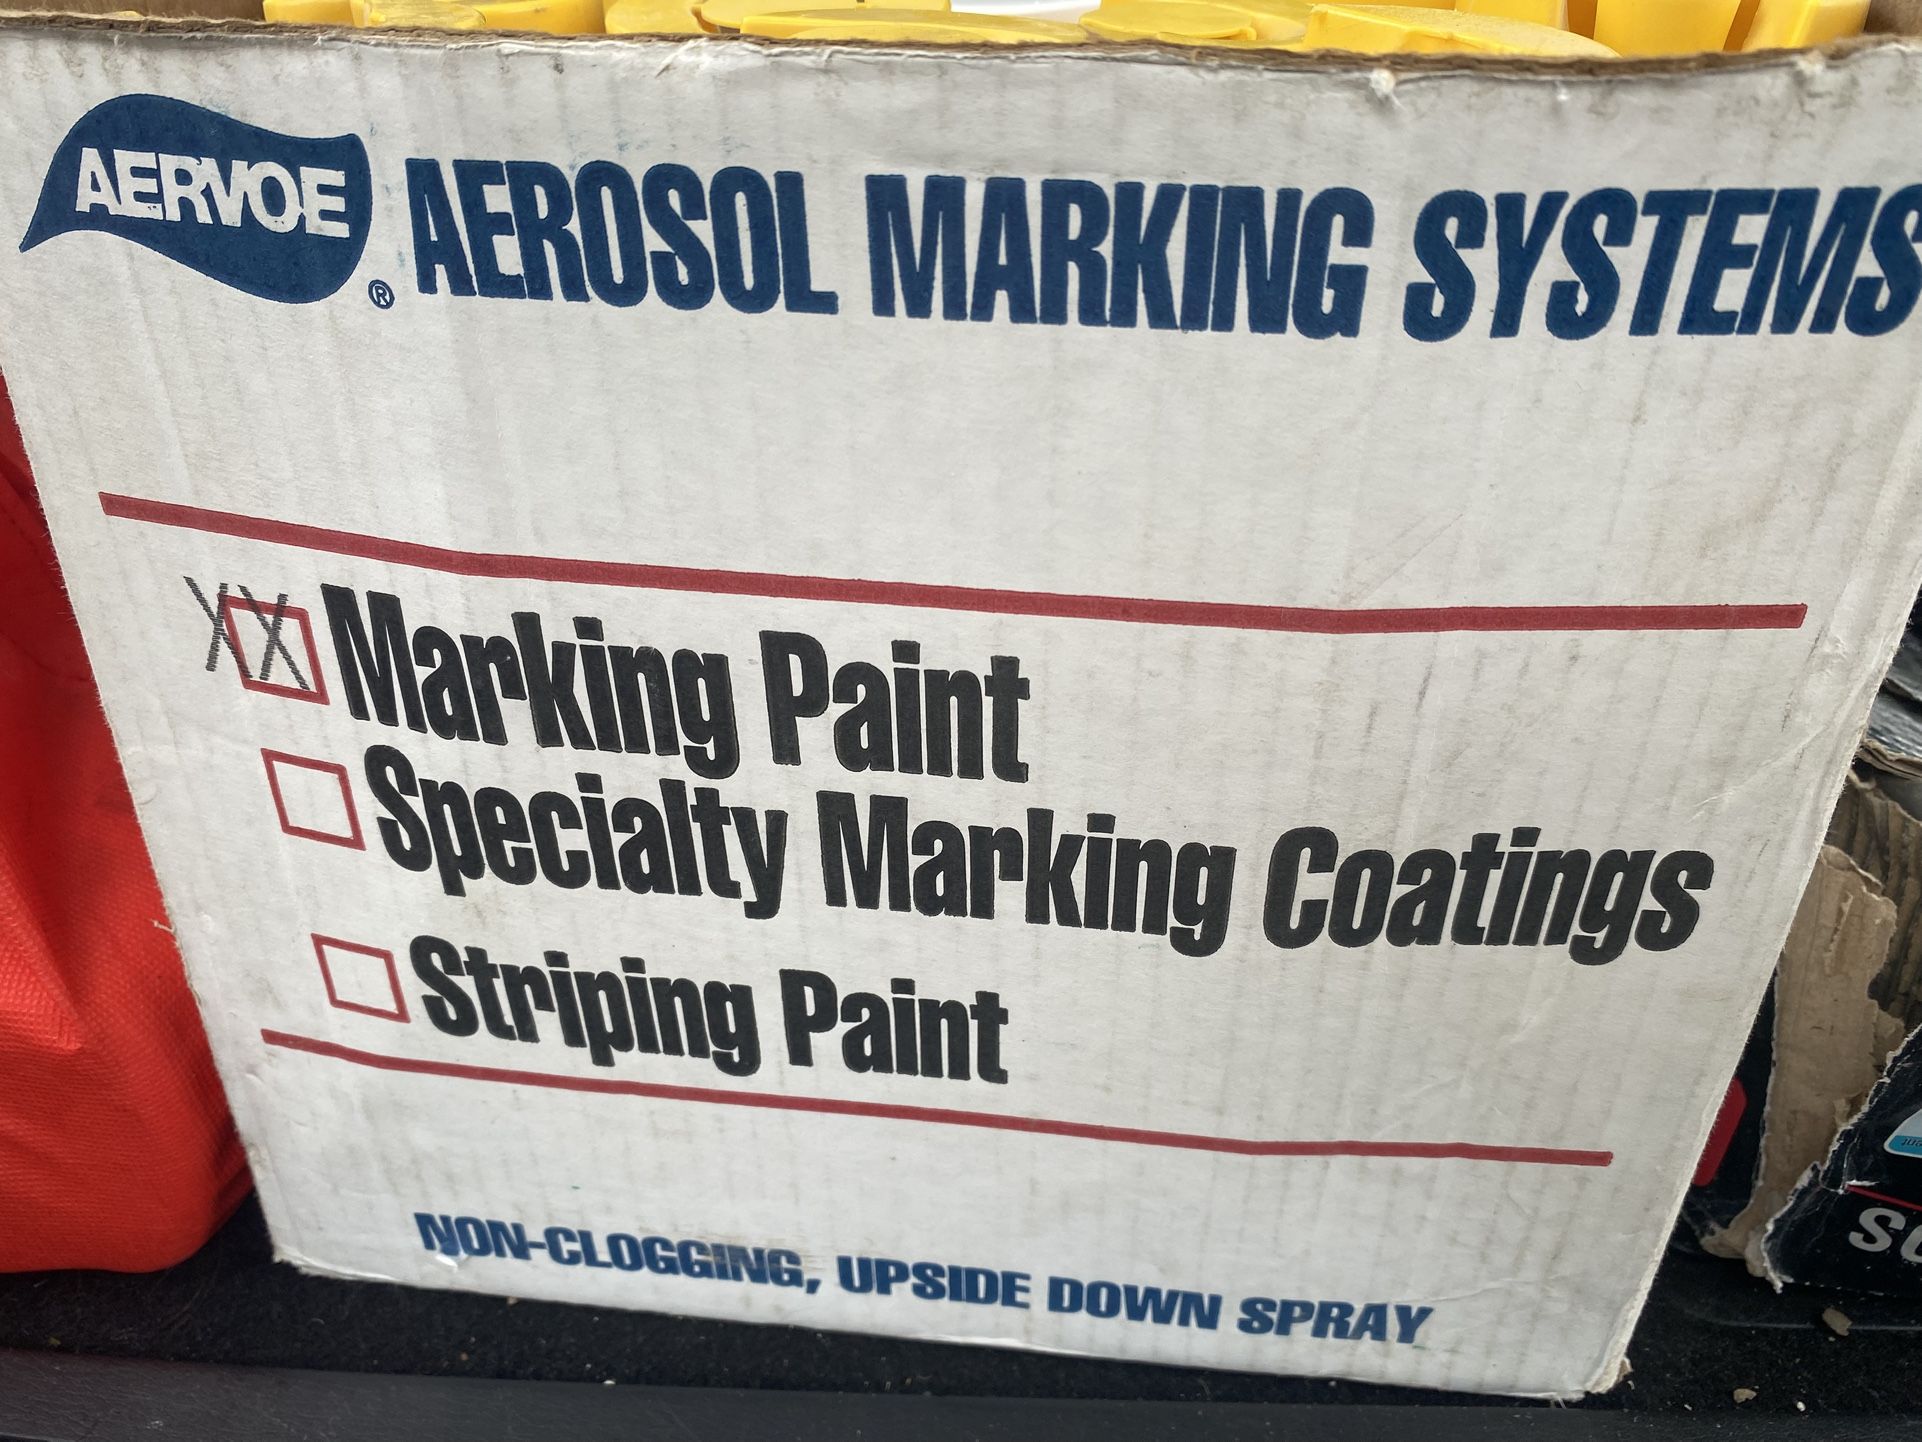 AERVOE® AEROSOL MARKING SYSTEMS
XX Marking Paint
Specialty Marking Coatings
Striping Paint
NON-CLOGGING, UPSIDE DOWN SPRAY